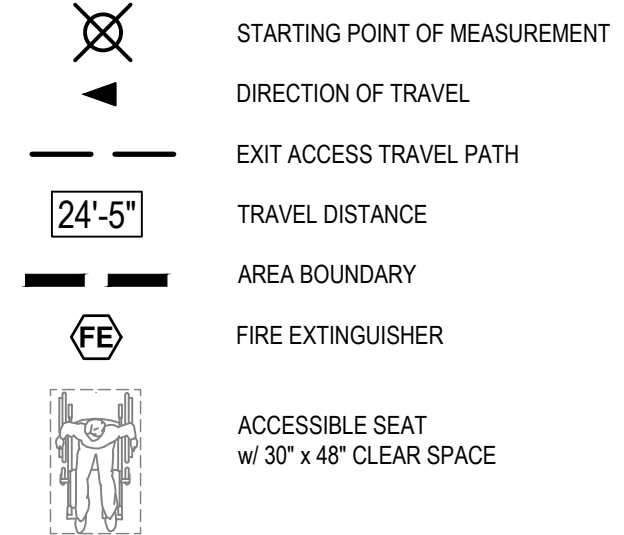 STARTING POINT OF MEASUREMENT
DIRECTION OF TRAVEL
EXIT ACCESS TRAVEL PATH
24'-5" TRAVEL DISTANCE
AREA BOUNDARY
FE FIRE EXTINGUISHER
ACCESSIBLE SEAT
w/ 30" x 48" CLEAR SPACE